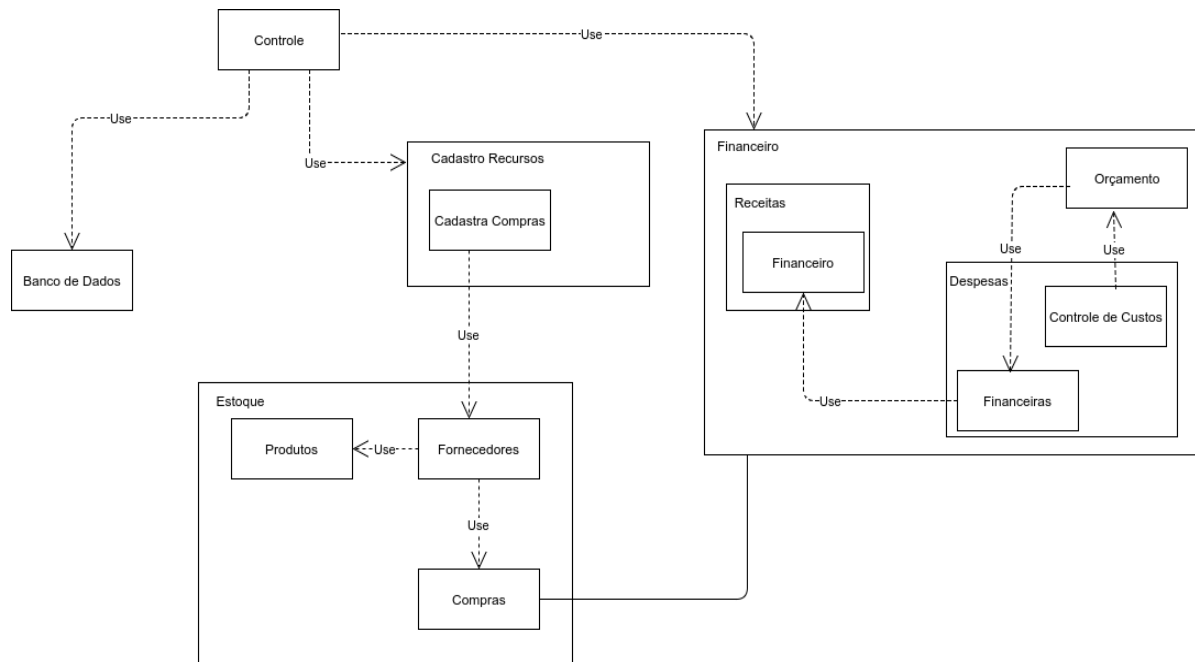 Controle
Use
Use
Use
Financeiro
Cadastro Recursos
Orçamento
Receitas
Cadastra Compras
Use
Use
Financeiro
Banco de Dados
Despesas
Controle de Custos
Use
Estoque
Use
Financeiras
Produtos
Use
Fornecedores
Use
Compras